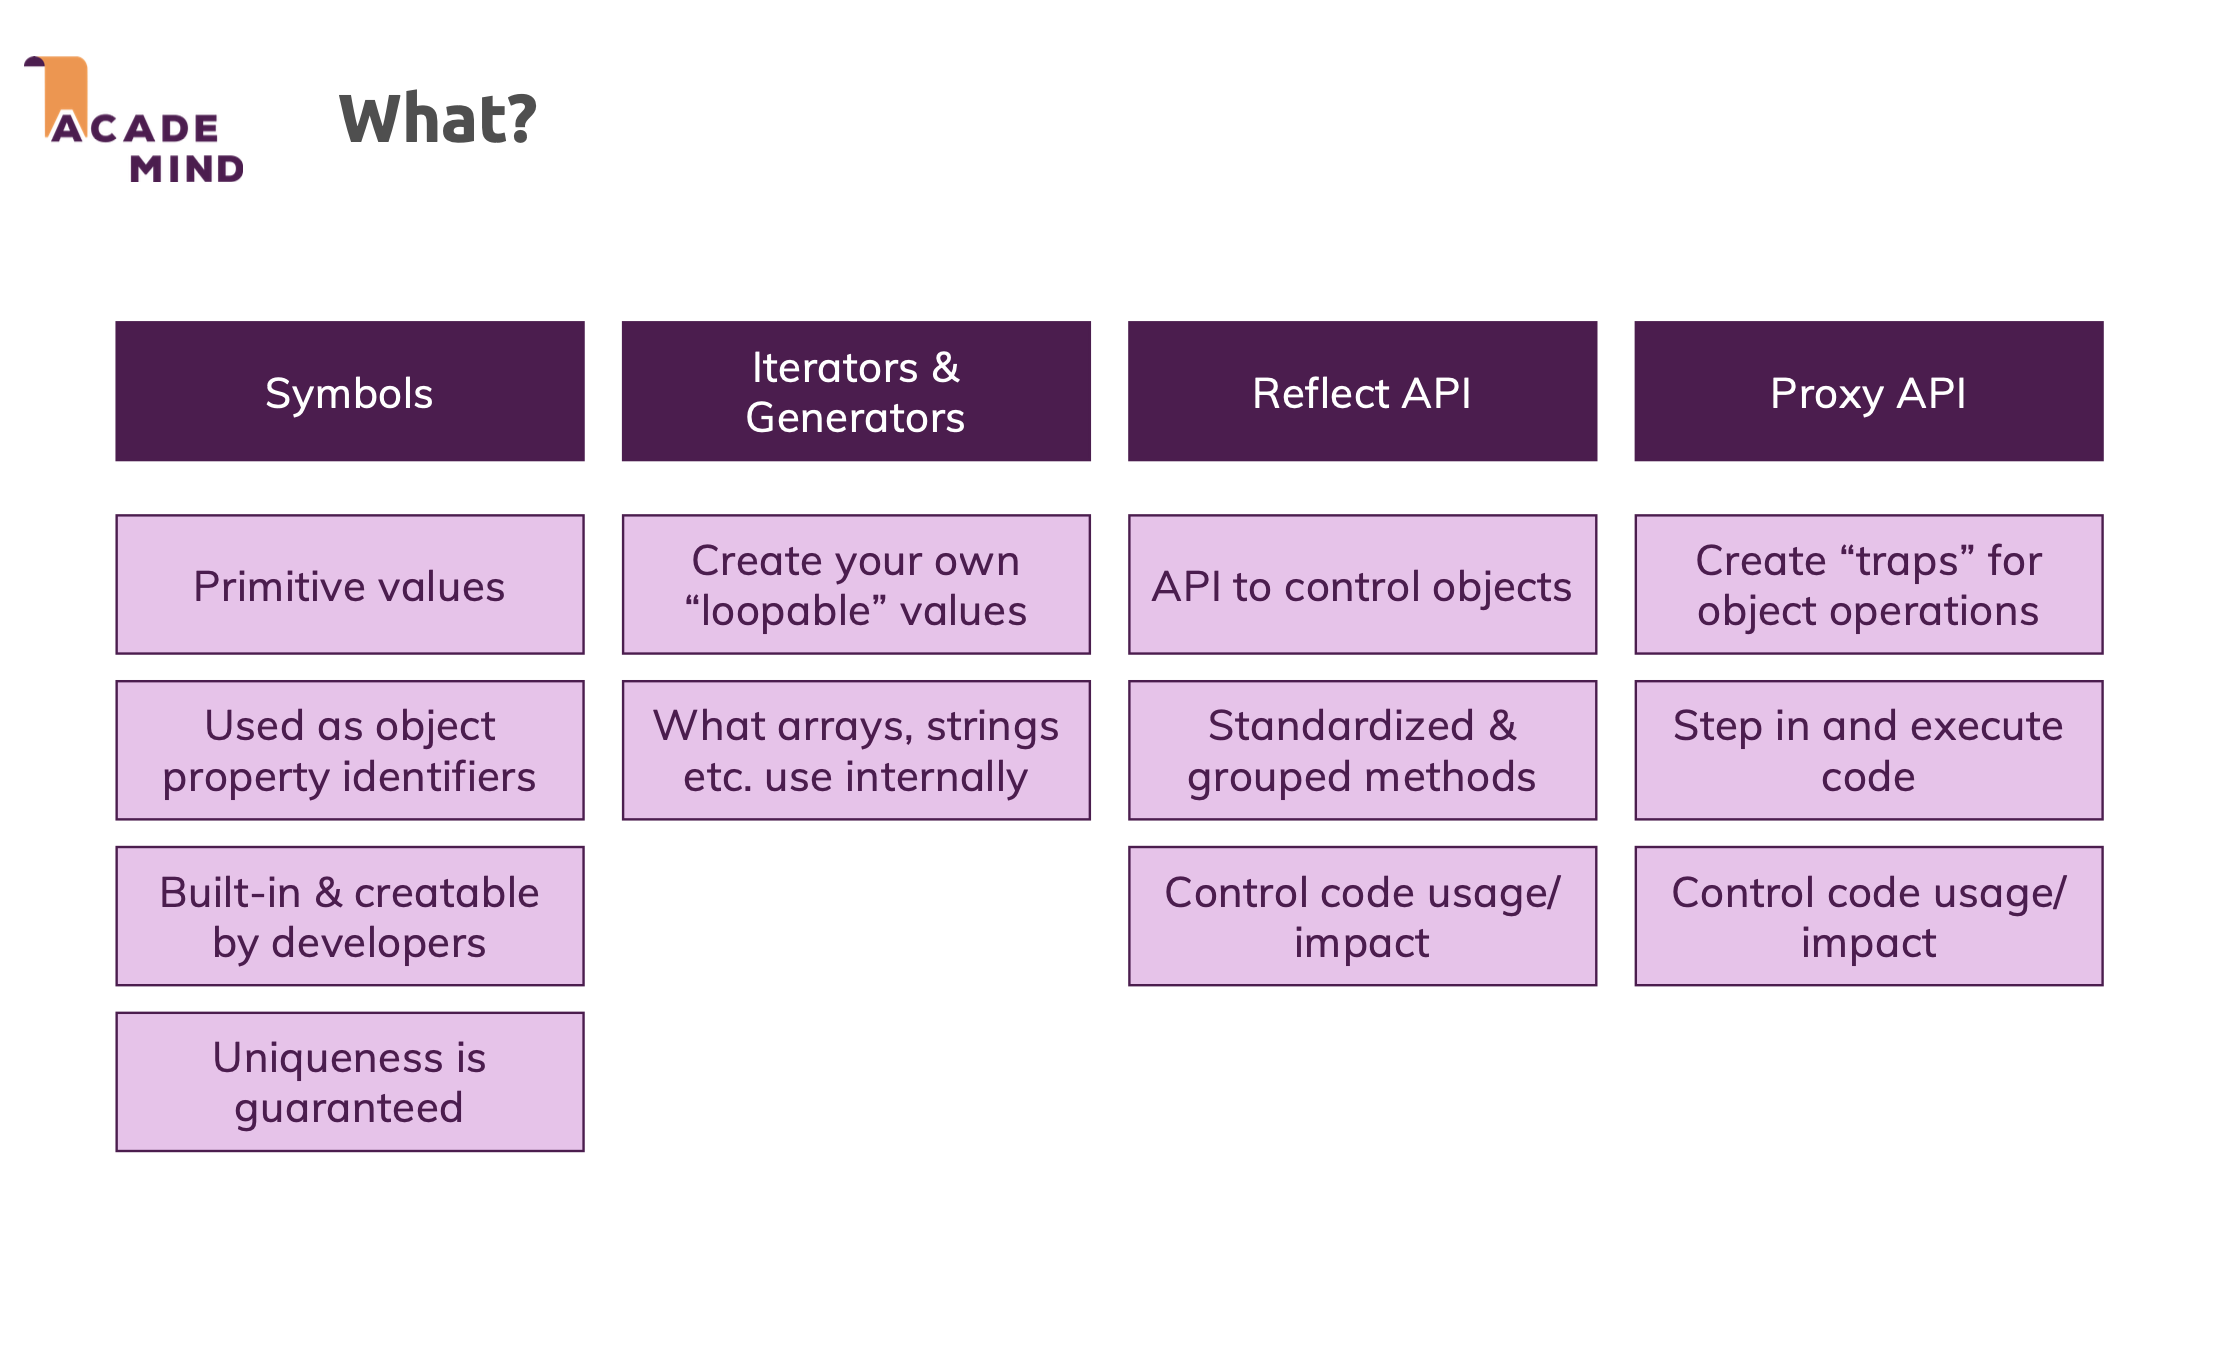 ACADE
MIND
What?
Symbols
Primitive values
Used as object
property identifiers
Built-in & creatable
by developers
Uniqueness is
guaranteed
Iterators &
Generators
Create your own
“loopable” values
What arrays, strings
etc. use internally
Reflect API
API to control objects
Standardized &
grouped methods
Control code usage/
impact
Proxy API
Create “traps” for
object operations
Step in and execute
code
Control code usage/
impact